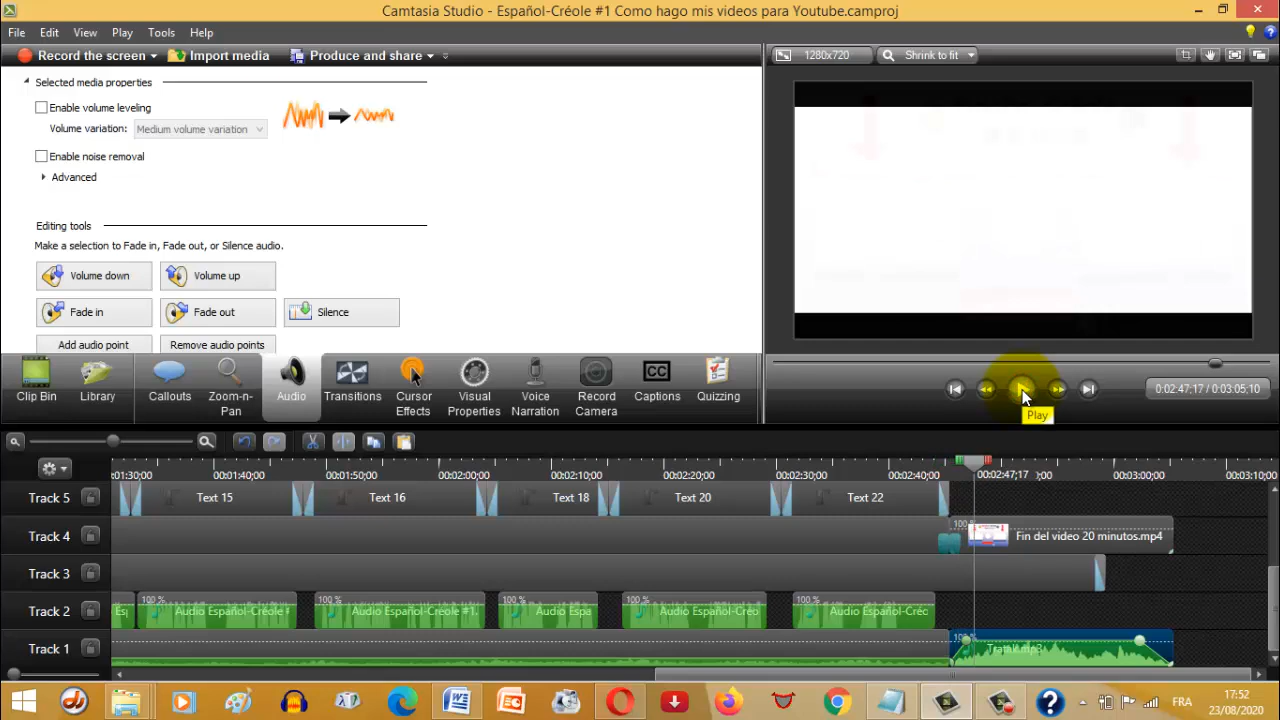 Camtasia Studio - Español-Créole #1 Como hago mis videos para Youtube.camproj
File Edit View Play Tools Help
Record the screen Import media Produce and share
1280x720 Shrink to fit
Selected media properties
Enable volume leveling
Volume variation: Medium volume variation
Enable noise removal
Advanced
Editing tools
Make a selection to Fade in, Fade out, or Silence audio.
Volume down Volume up
Fade in Fade out Silence
Add audio point Remove audio points
Clip Bin Library Callouts Zoom-n-Pan Audio Transitions Cursor Effects Visual Properties Voice Narration Record Camera Captions Quizzing
0:02:47;17 / 0:03:05;10
Play
01:30;00 00:01:40;00 00:01:50;00 00:02:00;00 00:02:10;00 00:02:20;00 00:02:30;00 00:02:40;00 00:02:47;17 00:03:00;00 00:03:10;00
Track 5 Text 15 Text 16 Text 18 Text 20 Text 22
Track 4 100 % Fin del video 20 minutos.mp4
Track 3
Track 2 Es 100 % Audio Español-Créole # 100 % Audio Español-Créole #1. 100 % Audio Espa 100 % Audio Español-Créo 100 % Audio Español-Créo
Track 1 100 %
W P FRA 17:52
23/08/2020